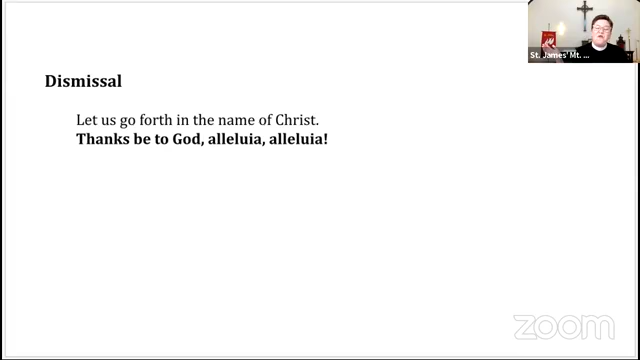 St. James' Mt. ...
Dismissal
Let us go forth in the name of Christ.
Thanks be to God, alleluia, alleluia!
zoom